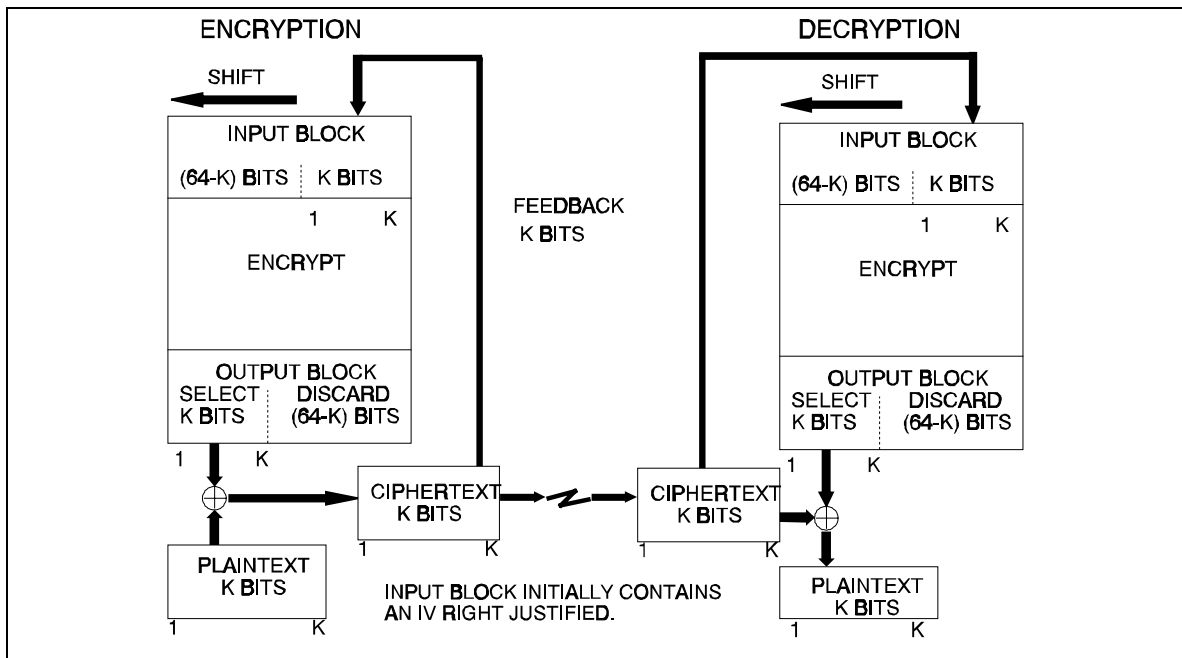 ENCRYPTION
SHIFT
INPUT BLOCK
(64-K) BITS K BITS
1 K
ENCRYPT
OUTPUT BLOCK
SELECT DISCARD
K BITS (64-K) BITS
1 K
CIPHERTEXT
K BITS
1 K
PLAINTEXT
K BITS
1 K
FEEDBACK
K BITS
INPUT BLOCK INITIALLY CONTAINS
AN IV RIGHT JUSTIFIED.
DECRYPTION
SHIFT
INPUT BLOCK
(64-K) BITS K BITS
1 K
ENCRYPT
OUTPUT BLOCK
SELECT DISCARD
K BITS (64-K) BITS
1 K
CIPHERTEXT
K BITS
1 K
PLAINTEXT
K BITS
1 K